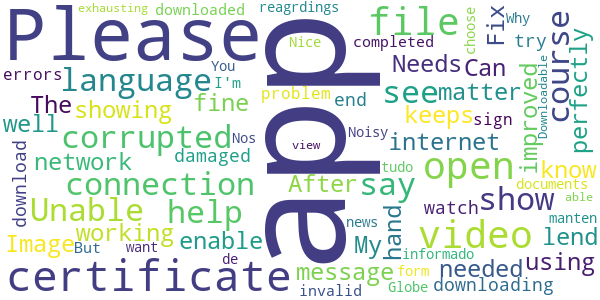 exhausting downloaded reagrdings choose Why
Please app file Fix course
Nice completed try
errors You Needs Can
language I'm problem see matter
The showing fine end keeps sign
well corrupted Nos Noisy internet
network damaged view
download connection After say open know
Unable help tudo documents able
working enable watch show
Image But want My hand video lend
certificate de message news needed using
invalid informado manten
Globe form downloading
improved perfectly Downloadable